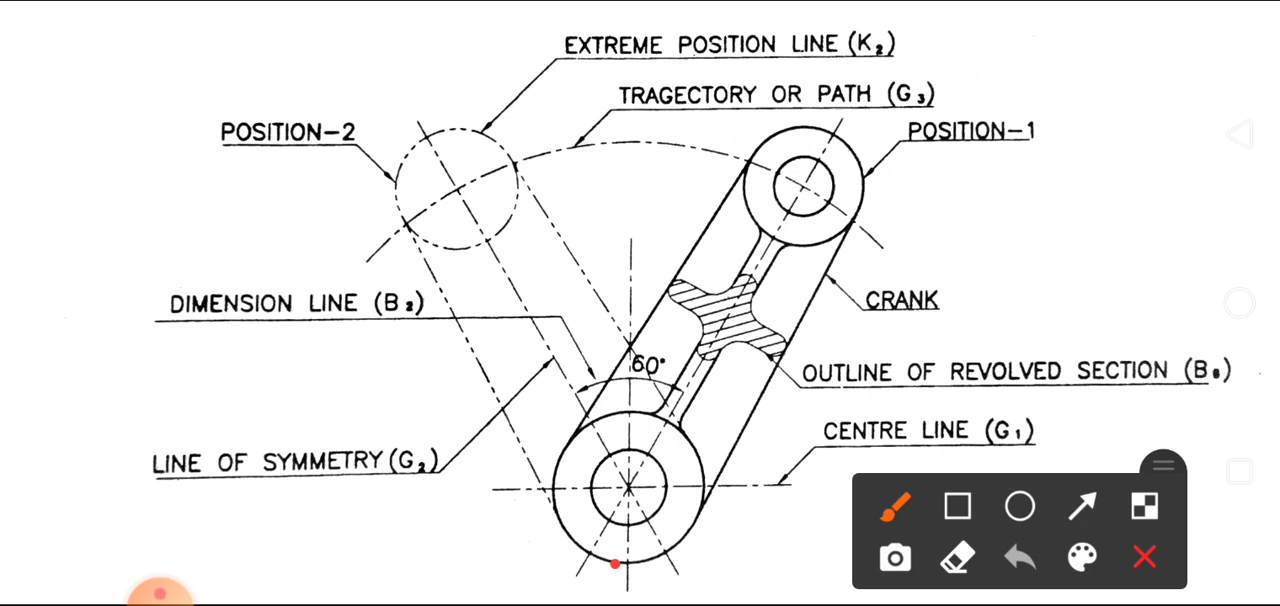 EXTREME POSITION LINE (K₂)
TRAGECTORY OR PATH (G₃)
POSITION-2
POSITION-1
DIMENSION LINE (B₂)
CRANK
60°
OUTLINE OF REVOLVED SECTION (B₆)
CENTRE LINE (G₁)
LINE OF SYMMETRY (G₂)